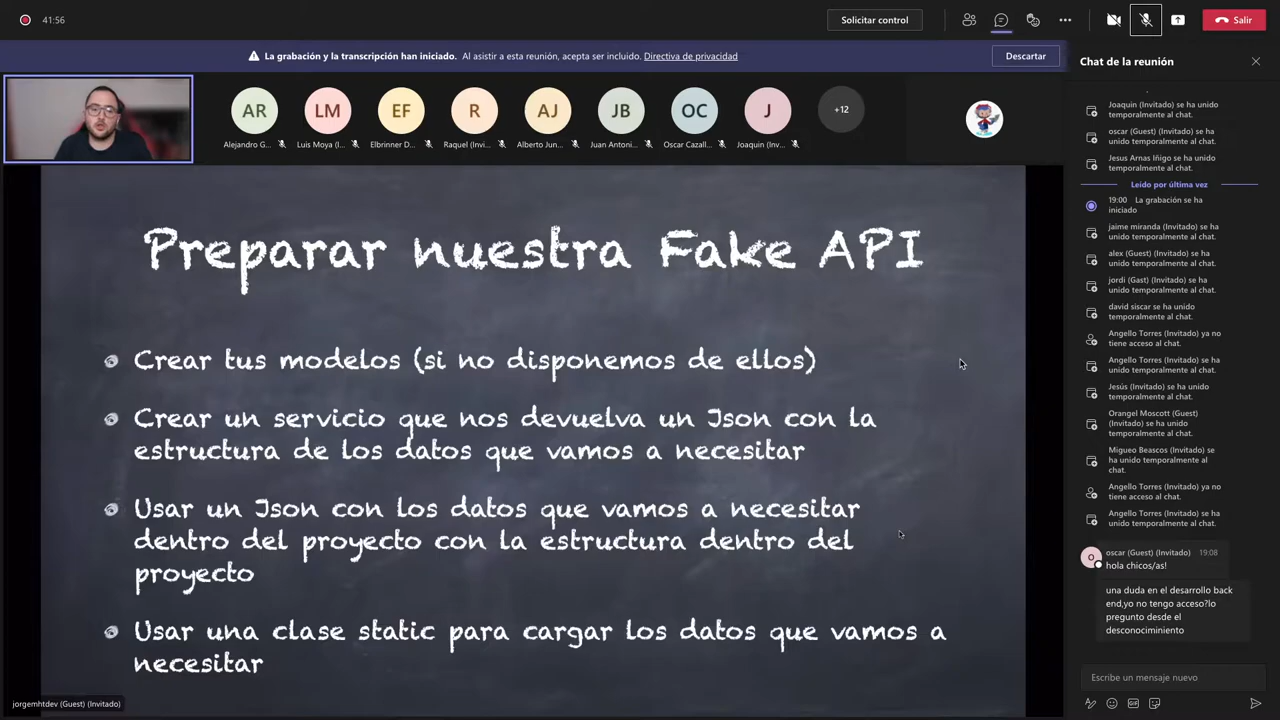 41:56
Solicitar control
Salir
La grabación y la transcripción han iniciado. Al asistir a esta reunión, acepta ser incluido. Directiva de privacidad
Descartar
Chat de la reunión
AR
LM
EF
R
AJ
JB
OC
J
+12
Alejandro G...
Luis Moya (I...
Elbrinner D...
Raquel (Invi...
Alberto Jun...
Juan Antoni...
Oscar Cazall...
Joaquin (Inv...
Preparar nuestra Fake API
Crear tus modelos (si no disponemos de ellos)
Crear un servicio que nos devuelva un Json con la
estructura de los datos que vamos a necesitar
Usar un Json con los datos que vamos a necesitar
dentro del proyecto con la estructura dentro del
proyecto
Usar una clase static para cargar los datos que vamos a
necesitar
jorgemhtdev (Guest) (Invitado)
Joaquin (Invitado) se ha unido
temporalmente al chat.
oscar (Guest) (Invitado) se ha
unido temporalmente al chat.
Jesus Arnas Iñigo se ha unido
temporalmente al chat.
Leído por última vez
19:00 La grabación se ha
iniciado
jaime miranda (Invitado) se ha
unido temporalmente al chat.
alex (Gast) (Invitado) se ha
unido temporalmente al chat.
jordi (Gast) (Invitado) se ha
unido temporalmente al chat.
david siscar se ha unido
temporalmente al chat.
Angello Torres (Invitado) ya no
tiene acceso al chat.
Angello Torres (Invitado) se ha
unido temporalmente al chat.
Jesús (Invitado) se ha unido
temporalmente al chat.
Orangel Moscott (Guest)
(Invitado) se ha unido
temporalmente al chat.
Migueo Beascos (Invitado) se
ha unido temporalmente al
chat.
Angello Torres (Invitado) ya no
tiene acceso al chat.
Angello Torres (Invitado) se ha
unido temporalmente al chat.
O
oscar (Guest) (Invitado) 19:08
hola chicos/as!
una duda en el desarrollo back
end,yo no tengo acceso?lo
pregunto desde el
desconocimiento
Escribe un mensaje nuevo
GIF